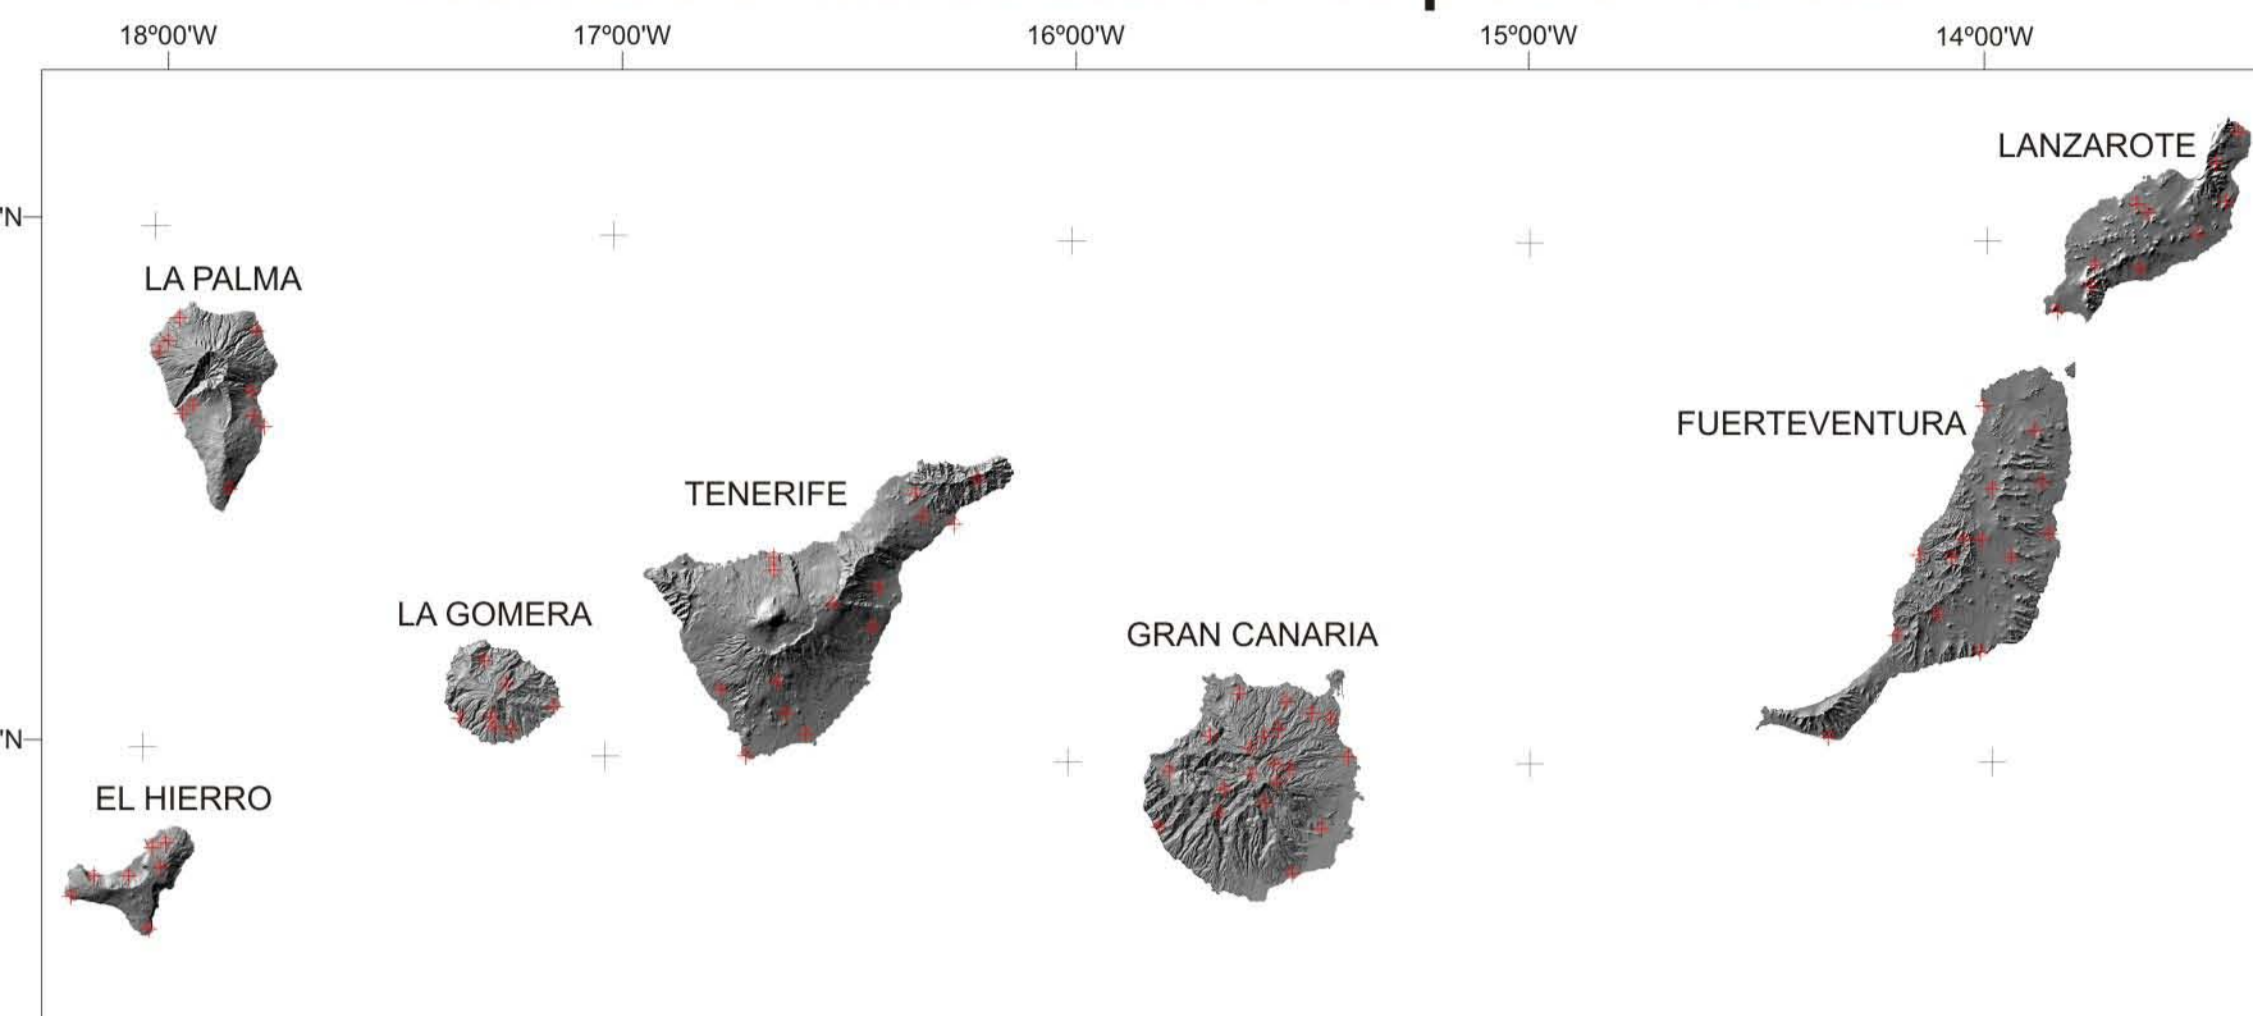 18º00'W 17º00'W 16º00'W 15º00'W 14º00'W
LANZAROTE
'N
LA PALMA
FUERTEVENTURA
TENERIFE
LA GOMERA
GRAN CANARIA
'N
EL HIERRO